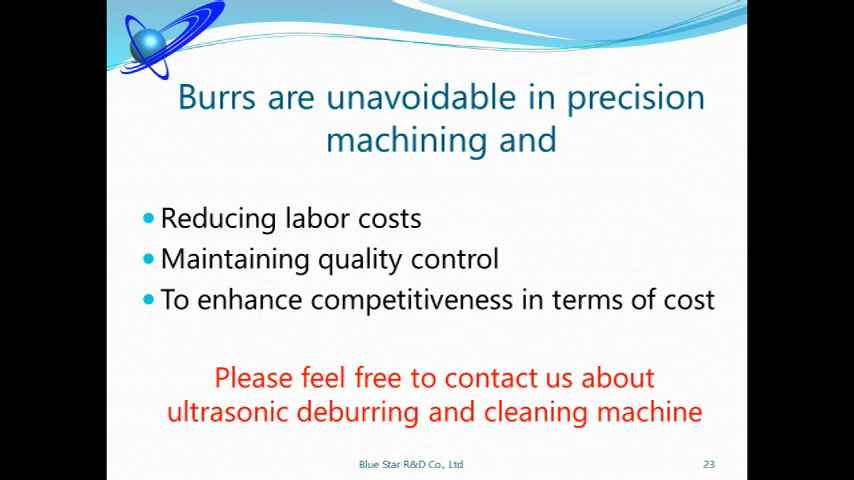 Burrs are unavoidable in precision
machining and
Reducing labor costs
Maintaining quality control
To enhance competitiveness in terms of cost
Please feel free to contact us about
ultrasonic deburring and cleaning machine
Blue Star R&D Co., Ltd
23